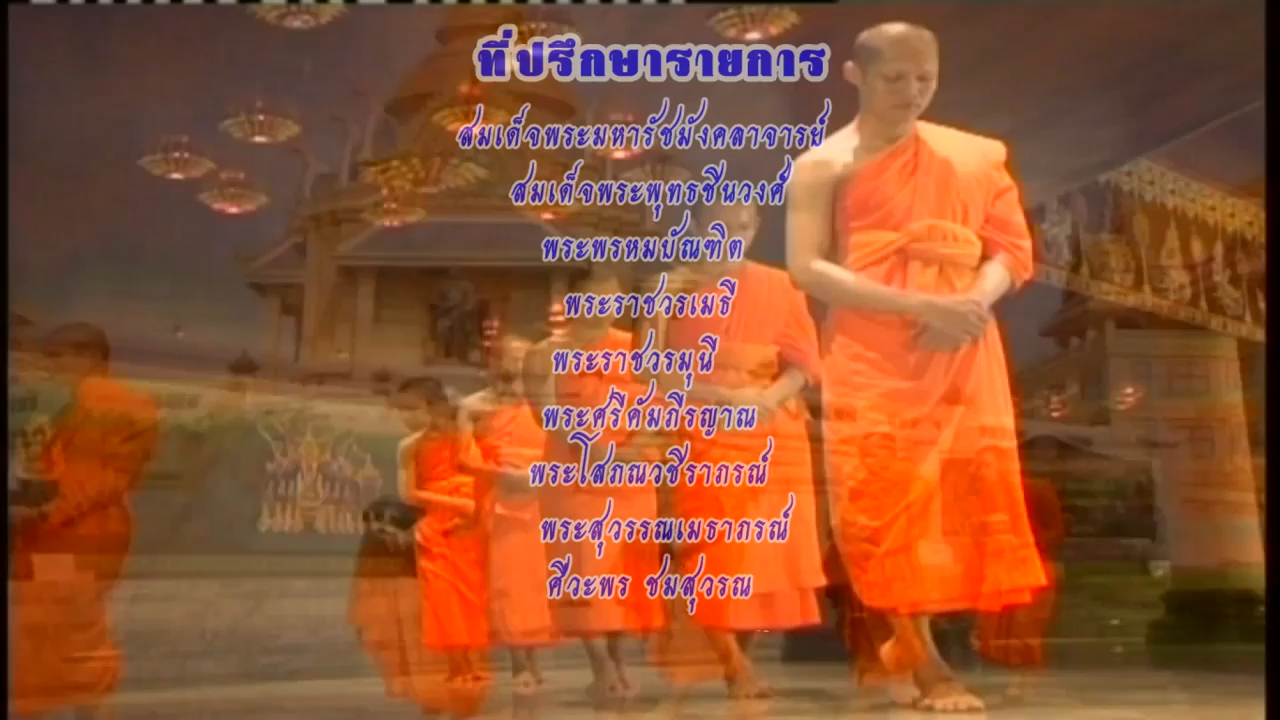 ที่ปรึกษารายการ
สมเด็จพระมหารัชมังคลาจารย์
สมเด็จพระพุทธชินวงศ์
พระพรหมบัณฑิต
พระราชวรเมธี
พระราชวรมุนี
พระศรีคัมภีรญาณ
พระโสภณวชิราภรณ์
พระสุวรรณเมธาภรณ์
ศิวะพร ชมสุวรณ